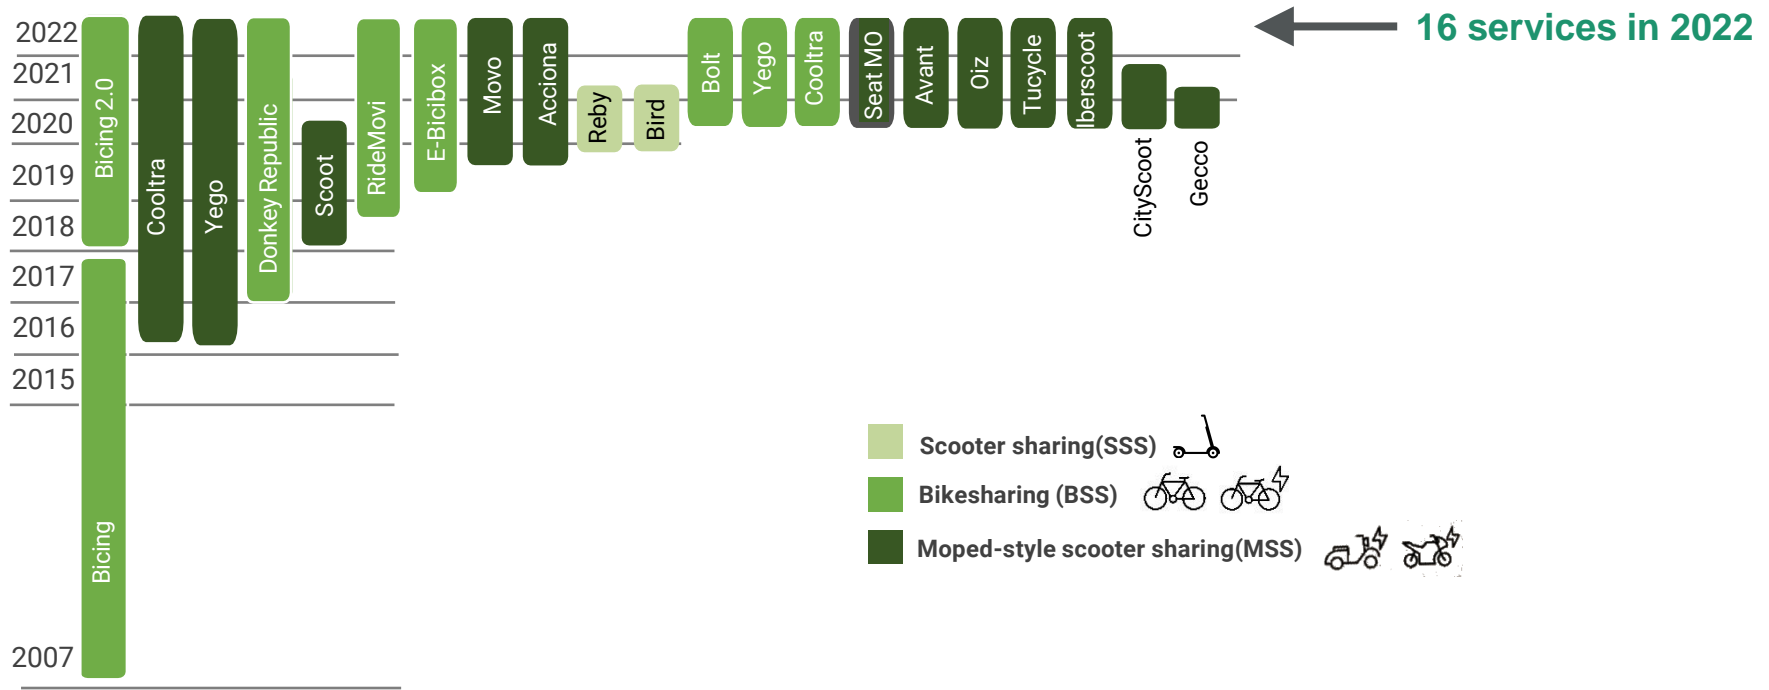 16 services in 2022
2022
2021
2020
2019
2018
2017
2016
2015
2007
Bicing 2.0
Bicing
Cooltra
Yego
Donkey Republic
Scoot
RideMovi
E-Bicibox
Movo
Acciona
Reby
Bird
Bolt
Yego
Cooltra
Seat MO
Avant
Oiz
Tucycle
Iberscoot
CityScoot
Gecco
Scooter sharing(SSS)
Bikesharing (BSS)
Moped-style scooter sharing(MSS)